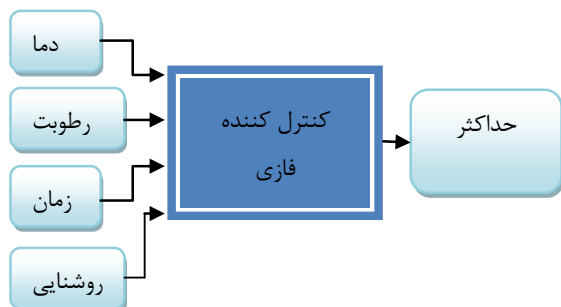 دما
رطوبت
زمان
روشنایی
کنترل کننده
فازی
حداکثر